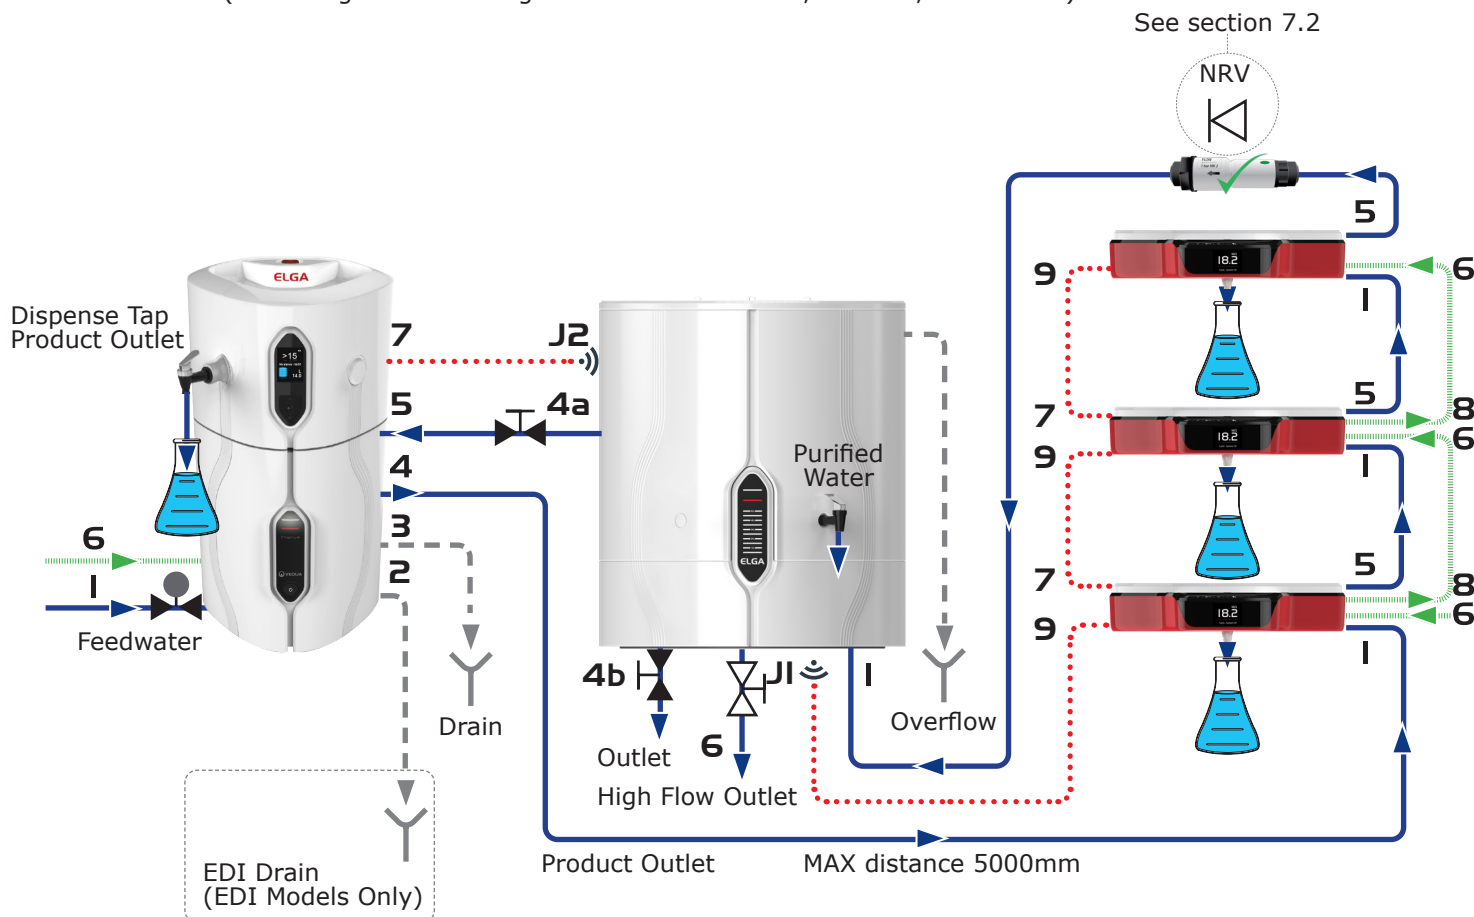 See section 7.2
NRV
FLOW
5
ELGA
Dispense Tap
Product Outlet
>15
7
J2
5
4a
4
3
2
6
1
Feedwater
Drain
EDI Drain
(EDI Models Only)
Purified
Water
ELGA
4b
J1
1
Outlet
6
High Flow Outlet
Overflow
Product Outlet
MAX distance 5000mm
9
18.2
6
1
7
5
8
9
18.2
6
1
7
5
8
9
18.2
6
1
VEOLIA